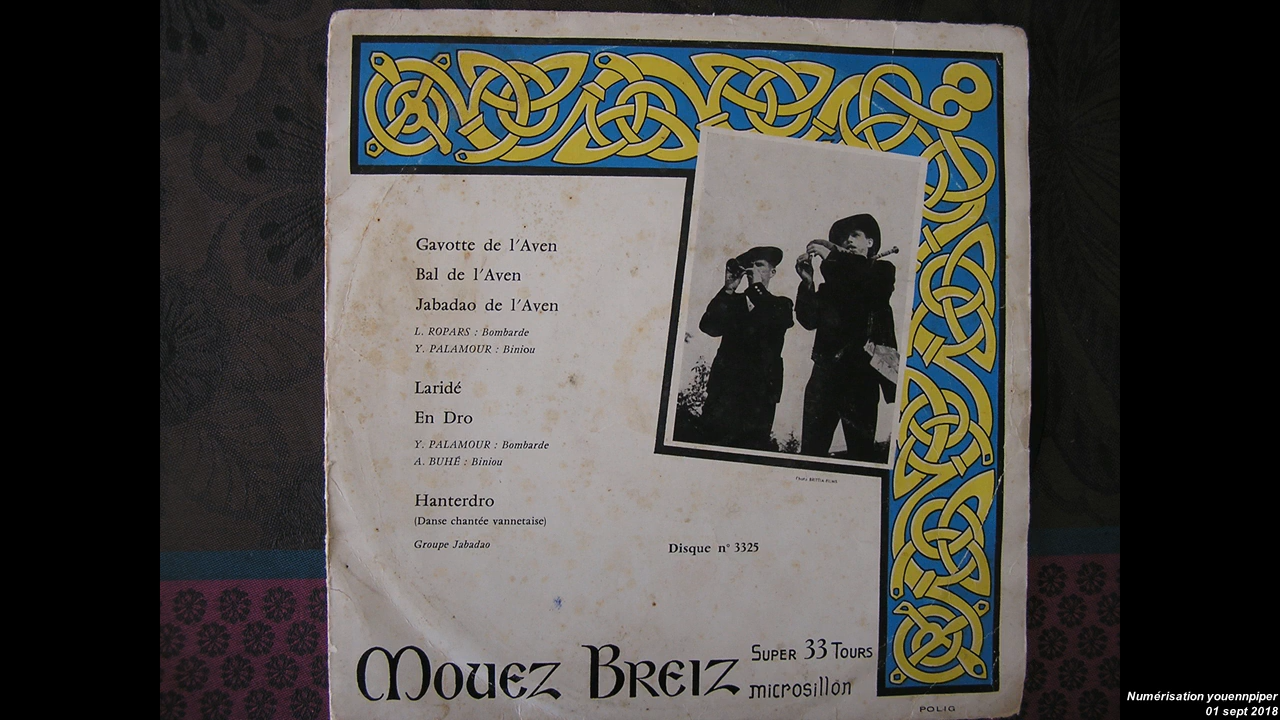 Gavotte de l'Aven
Bal de l'Aven
Jabadao de l'Aven
L. ROPARS : Bombarde
Y. PALAMOUR : Biniou
Laridé
En Dro
Y. PALAMOUR : Bombarde
A. BUHÉ : Biniou
Hanterdro
(Danse chantée vannetaise)
Groupe Jabadao
Disque n° 3325
Mouez Breiz
Super 33 Tours
microsillon
POLIG
Numérisation youennpiper
01 sept 2018